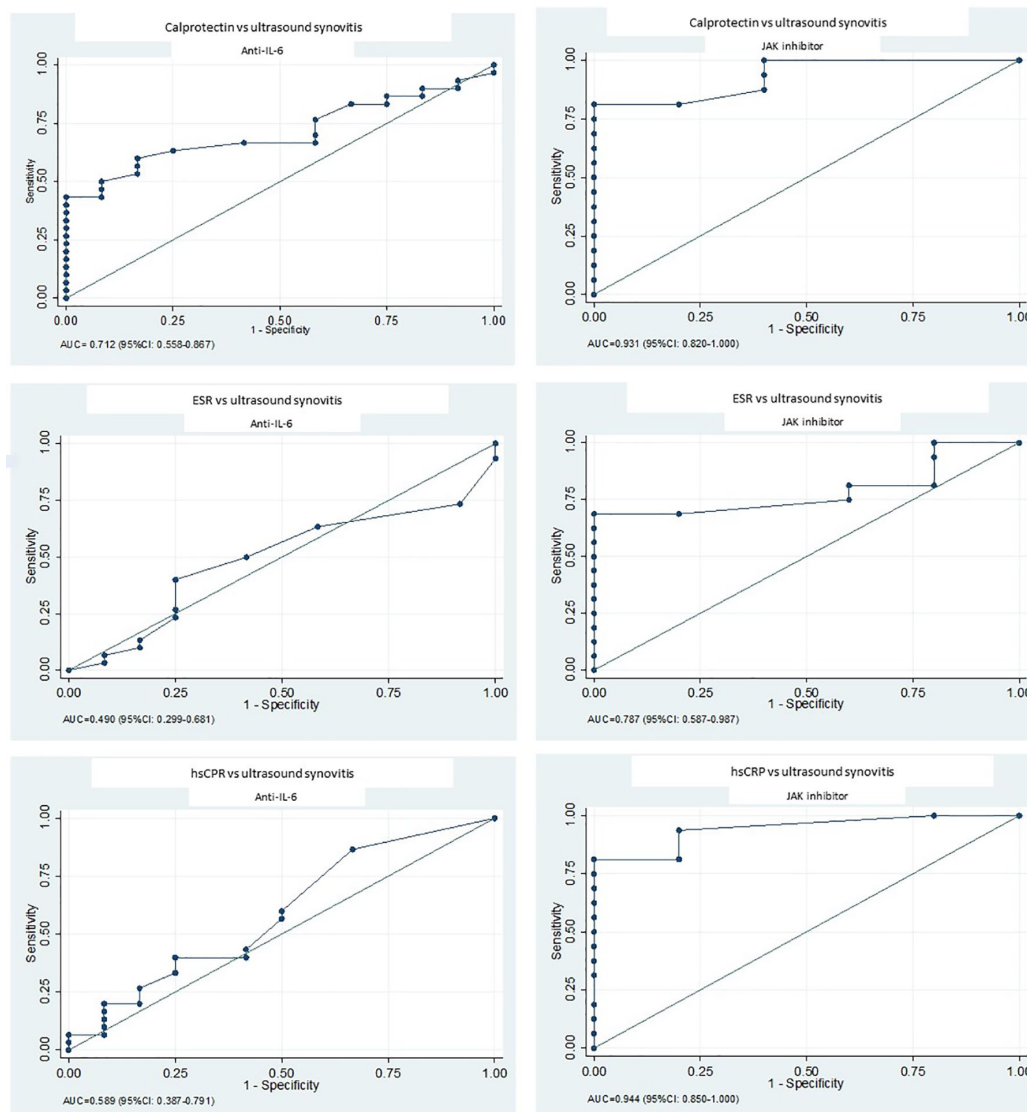 Calprotectin vs ultrasound synovitis
Anti-IL-6
Sensitivity
1.00
0.75
0.50
0.25
0.00
0.00 0.25 0.50 0.75 1.00
1 - Specificity
AUC= 0.712 (95%CI: 0.558-0.867)
Calprotectin vs ultrasound synovitis
JAK inhibitor
Sensitivity
1.00
0.75
0.50
0.25
0.00
0.00 0.25 0.50 0.75 1.00
1 - Specificity
AUC=0.931 (95%CI: 0.820-1.000)
ESR vs ultrasound synovitis
Anti-IL-6
Sensitivity
1.00
0.75
0.50
0.25
0.00
0.00 0.25 0.50 0.75 1.00
1 - Specificity
AUC=0.490 (95%CI: 0.299-0.681)
ESR vs ultrasound synovitis
JAK inhibitor
Sensitivity
1.00
0.75
0.50
0.25
0.00
0.00 0.25 0.50 0.75 1.00
1 - Specificity
AUC=0.787 (95%CI: 0.587-0.987)
hsCPR vs ultrasound synovitis
Anti-IL-6
Sensitivity
1.00
0.75
0.50
0.25
0.00
0.00 0.25 0.50 0.75 1.00
1 - Specificity
AUC=0.589 (95%CI: 0.387-0.791)
hsCRP vs ultrasound synovitis
JAK inhibitor
Sensitivity
1.00
0.75
0.50
0.25
0.00
0.00 0.25 0.50 0.75 1.00
1 - Specificity
AUC=0.944 (95%CI: 0.850-1.000)